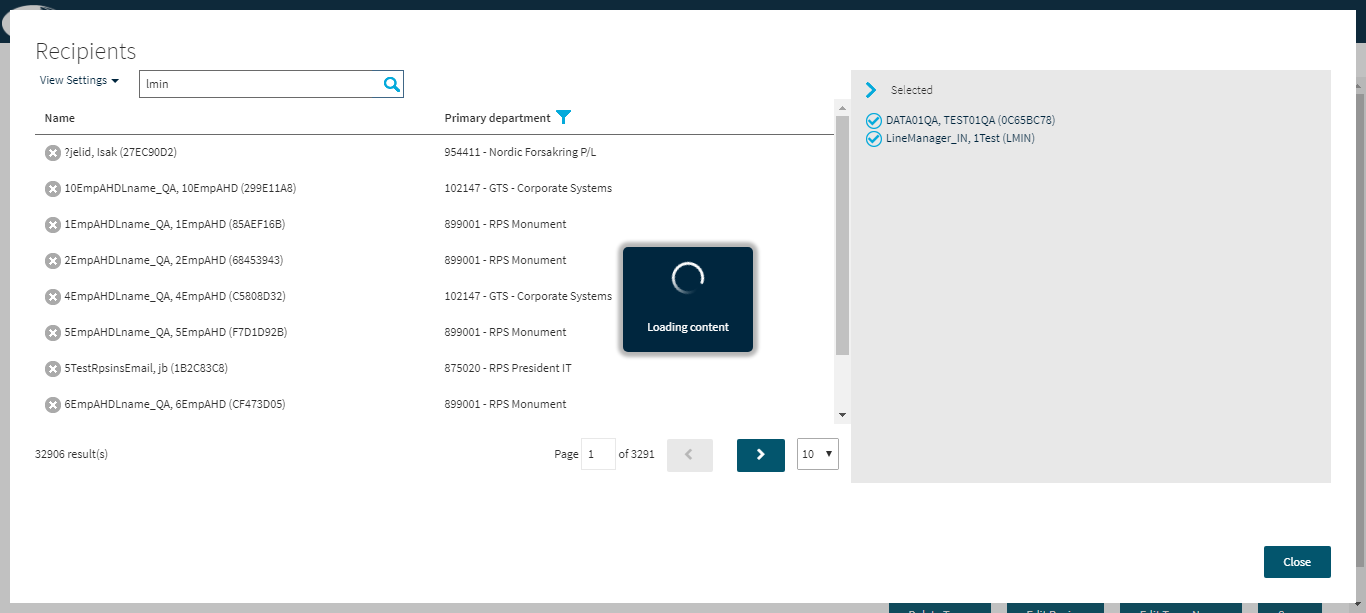 Recipients
View Settings
lmin
Name Primary department
?jelid, Isak (27EC90D2) 954411 - Nordic Forsakring P/L
10EmpAHDLname_QA, 10EmpAHD (299E11A8) 102147 - GTS - Corporate Systems
1EmpAHDLname_QA, 1EmpAHD (85AEF16B) 899001 - RPS Monument
2EmpAHDLname_QA, 2EmpAHD (68453943) 899001 - RPS Monument
4EmpAHDLname_QA, 4EmpAHD (C5808D32) 102147 - GTS - Corporate Systems
5EmpAHDLname_QA, 5EmpAHD (F7D1D92B) 899001 - RPS Monument
5TestRpsinsEmail, jb (1B2C83C8) 875020 - RPS President IT
6EmpAHDLname_QA, 6EmpAHD (CF473D05) 899001 - RPS Monument
Loading content
32906 result(s) Page 1 of 3291 10
Selected
DATA01QA, TEST01QA (0C65BC78)
LineManager_IN, 1Test (LMIN)
Close